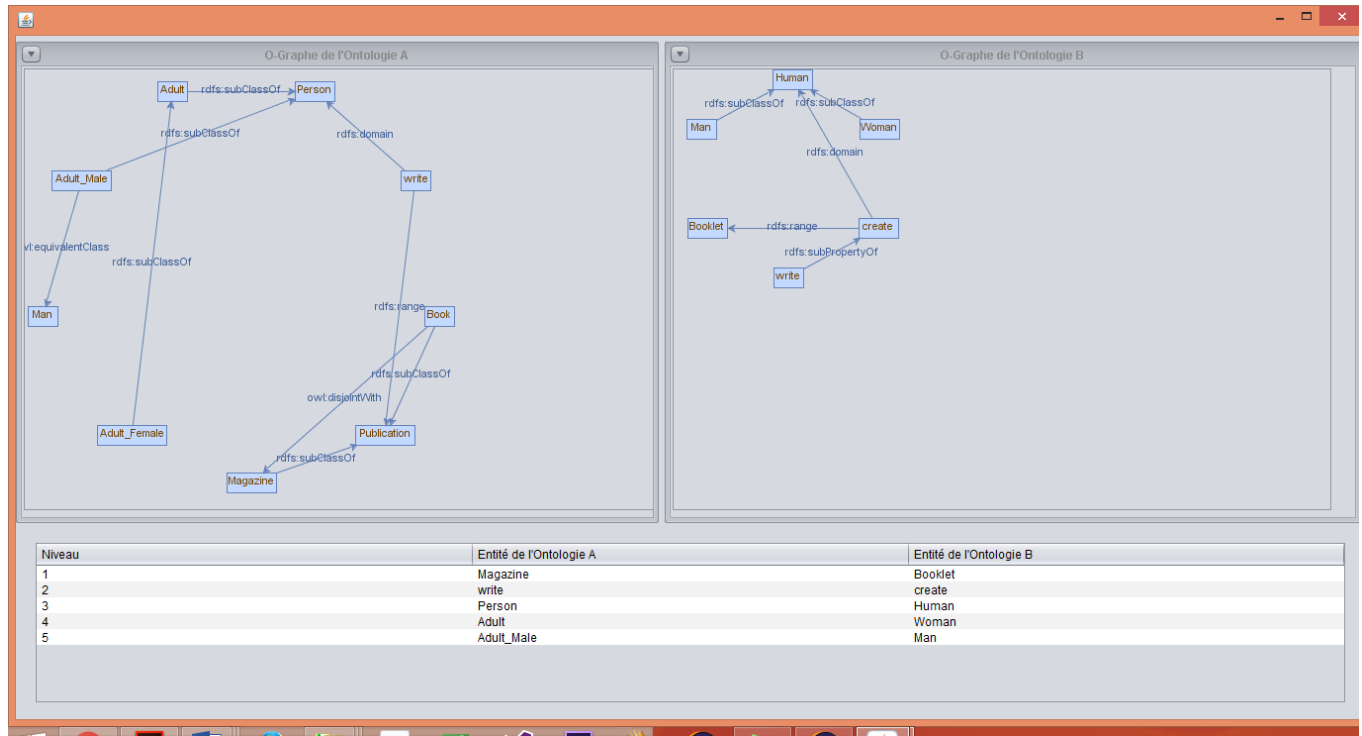 O-Graphe de l'Ontologie A
Adult rdfs:subClassOf Person
rdfs:subClassOf rdfs:domain
Adult_Male write
vl:equivalentClass
rdfs:subClassOf
Man rdfs:range Book
rdfs:subClassOf
owl:disjointWith
Adult_Female Publication
rdfs:subClassOf
Magazine
O-Graphe de l'Ontologie B
Human
rdfs:subClassOf rdfs:subClassOf
Man Woman
rdfs:domain
Booklet rdfs:range create
rdfs:subPropertyOf
write
Niveau Entité de l'Ontologie A Entité de l'Ontologie B
1 Magazine Booklet
2 write create
3 Person Human
4 Adult Woman
5 Adult_Male Man